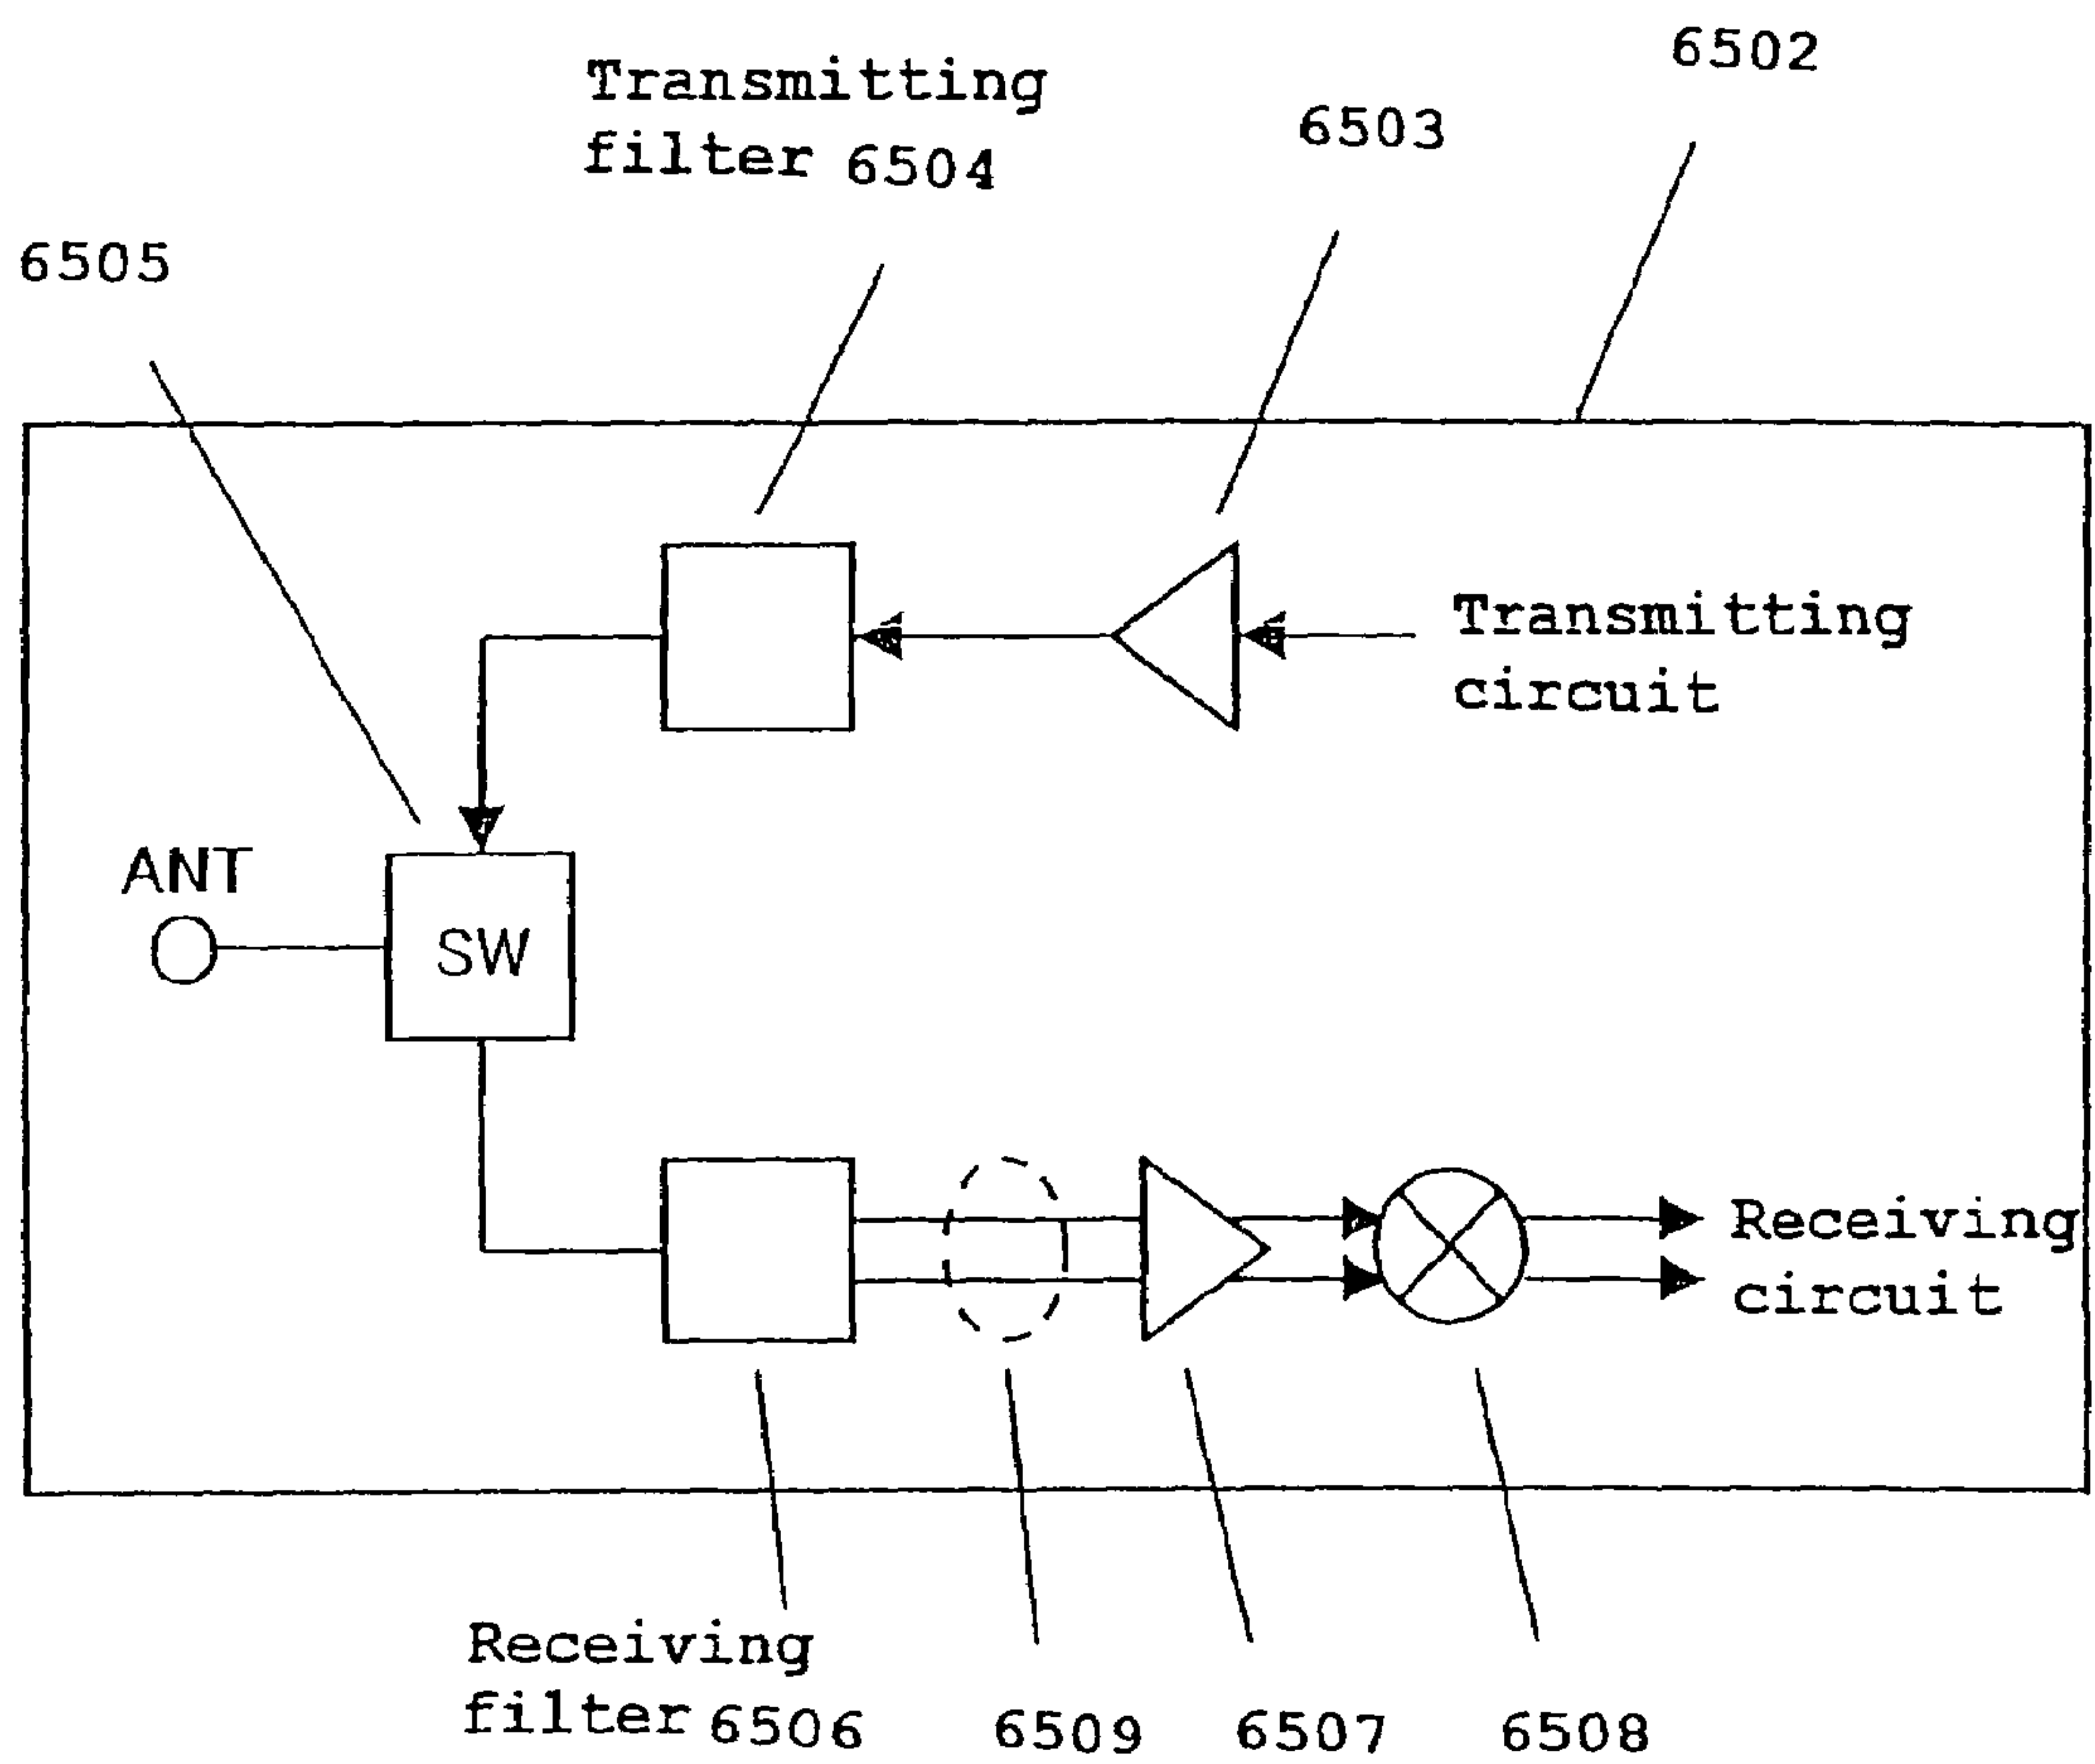 6502
Transmitting
filter 6504
6503
6505
Transmitting
circuit
ANT
SW
Receiving
circuit
Receiving
filter 6506
6509
6507
6508